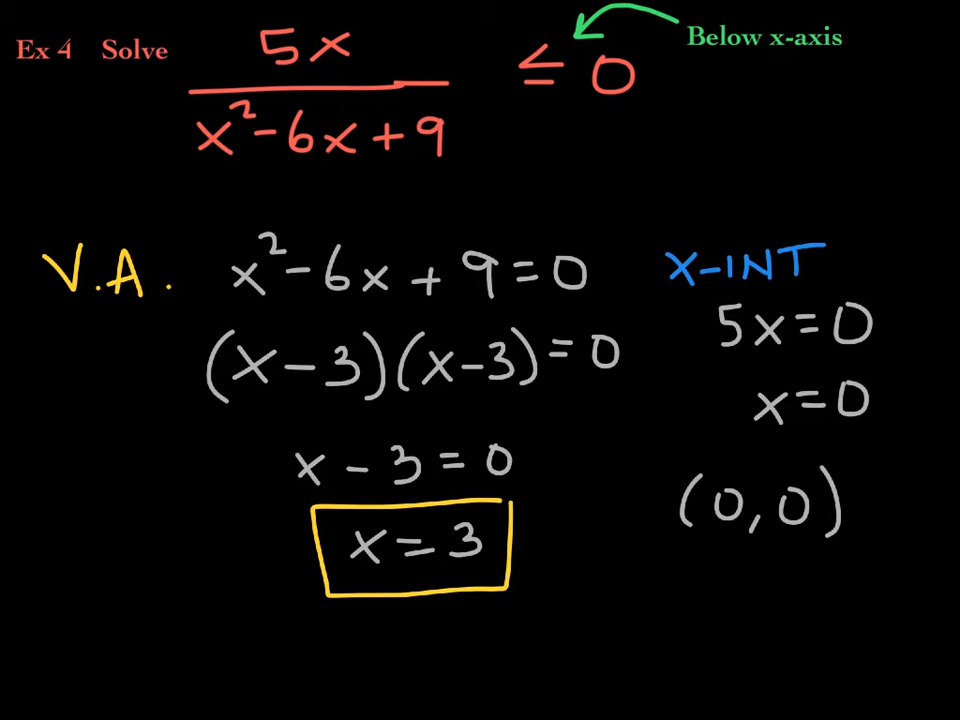 Ex 4 Solve 5x / x² - 6x + 9 ≤ 0
Below x-axis
V.A. x² - 6x + 9 = 0
(x - 3)(x - 3) = 0
x - 3 = 0
x = 3
X-INT
5x = 0
x = 0
(0, 0)